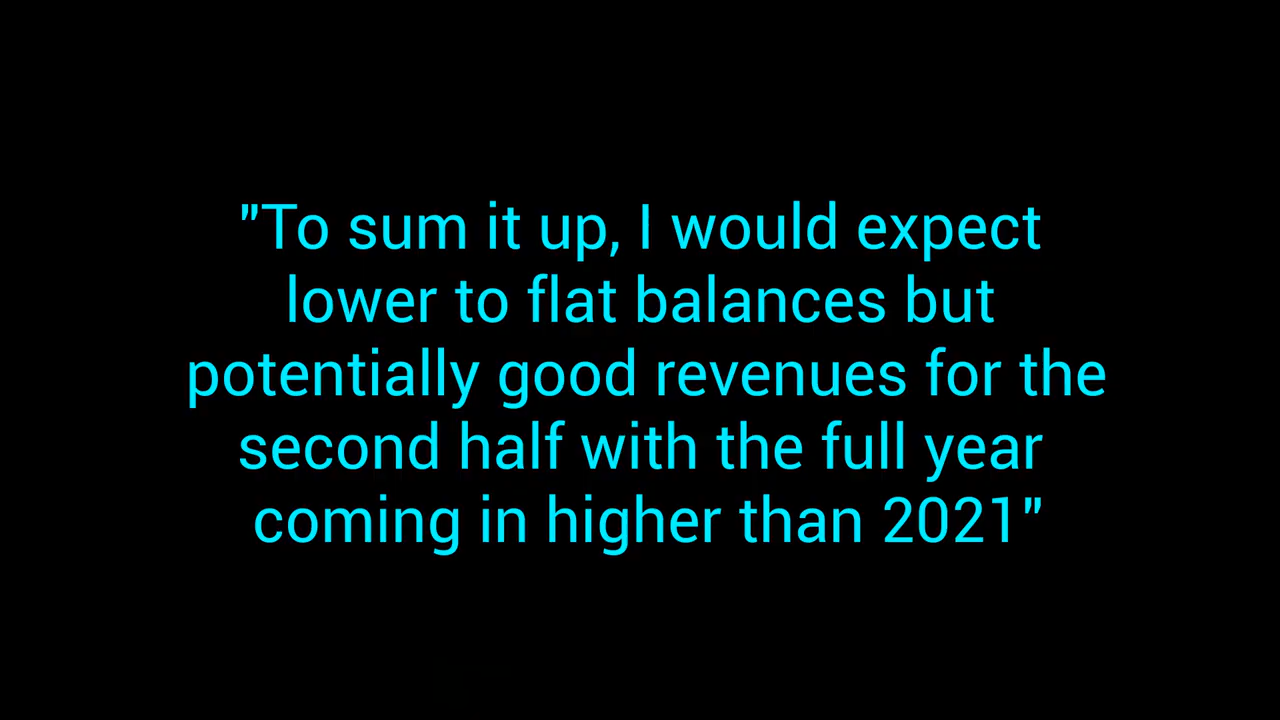 "To sum it up, I would expect
lower to flat balances but
potentially good revenues for the
second half with the full year
coming in higher than 2021"